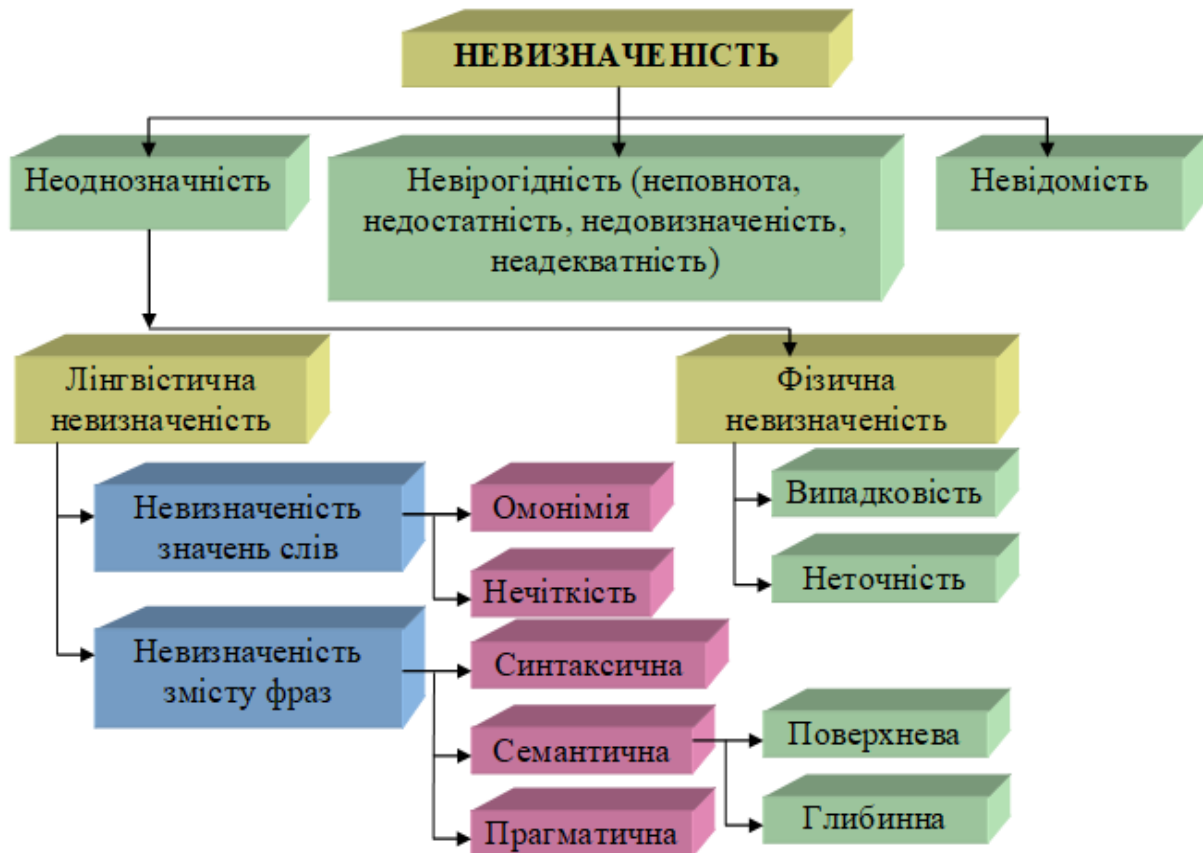 НЕВИЗНАЧЕНІСТЬ
Неоднозначність
Невірогідність (неповнота,
недостатність, недовизначеність,
неадекватність)
Невідомість
Лінгвістична
невизначеність
Фізична
невизначеність
Невизначеність
значень слів
Омонімія
Нечіткість
Випадковість
Неточність
Невизначеність
змісту фраз
Синтаксична
Семантична
Прагматична
Поверхнева
Глибинна